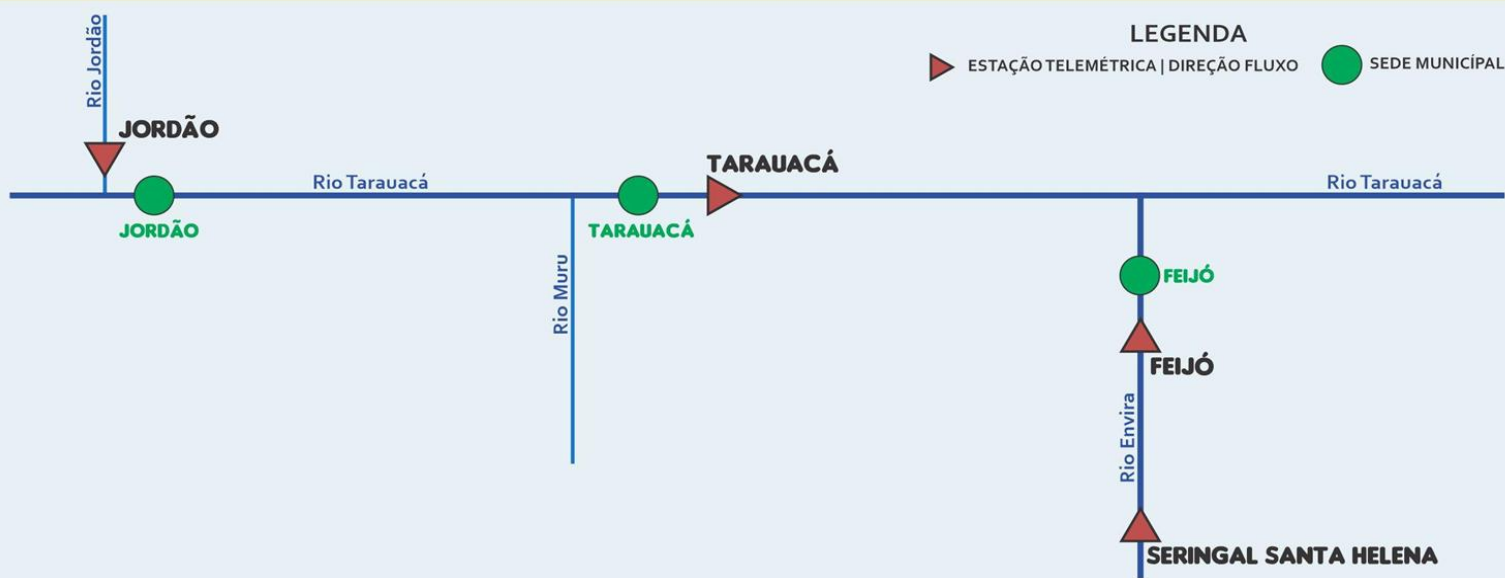 LEGENDA
ESTAÇÃO TELEMÉTRICA | DIREÇÃO FLUXO
SEDE MUNICÍPAL
Rio Jordão
JORDÃO
JORDÃO
Rio Tarauacá
TARAUACÁ
TARAUACÁ
Rio Muru
Rio Tarauacá
FEIJÓ
FEIJÓ
Rio Envira
SERINGAL SANTA HELENA